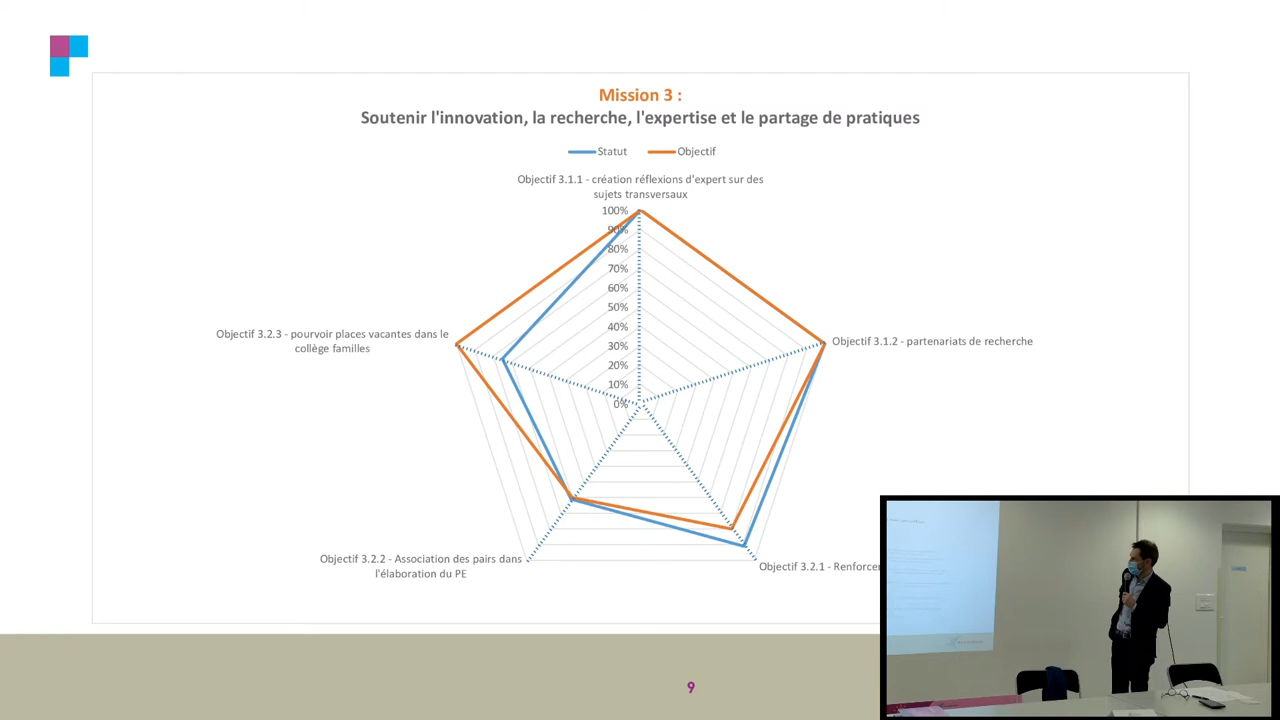 Mission 3 :
Soutenir l'innovation, la recherche, l'expertise et le partage de pratiques
Statut
Objectif
Objectif 3.1.1 - création réflexions d'expert sur des
sujets transversaux
100%
90%
80%
70%
60%
50%
40%
30%
20%
10%
0%
Objectif 3.2.3 - pourvoir places vacantes dans le
collège familles
Objectif 3.1.2 - partenariats de recherche
Objectif 3.2.2 - Association des pairs dans
l'élaboration du PE
Objectif 3.2.1 -
9